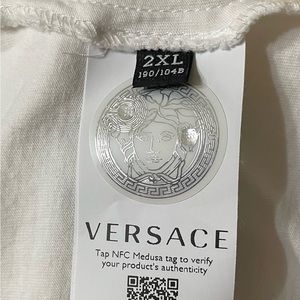 2XL
190/104B
VERSACE
Tap NFC Medusa tag to verify
your product's authenticity